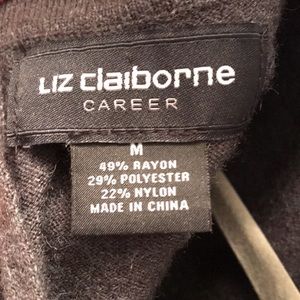 LIZ claiborne
CAREER
M
49% RAYON
29% POLYESTER
22% NYLON
MADE IN CHINA